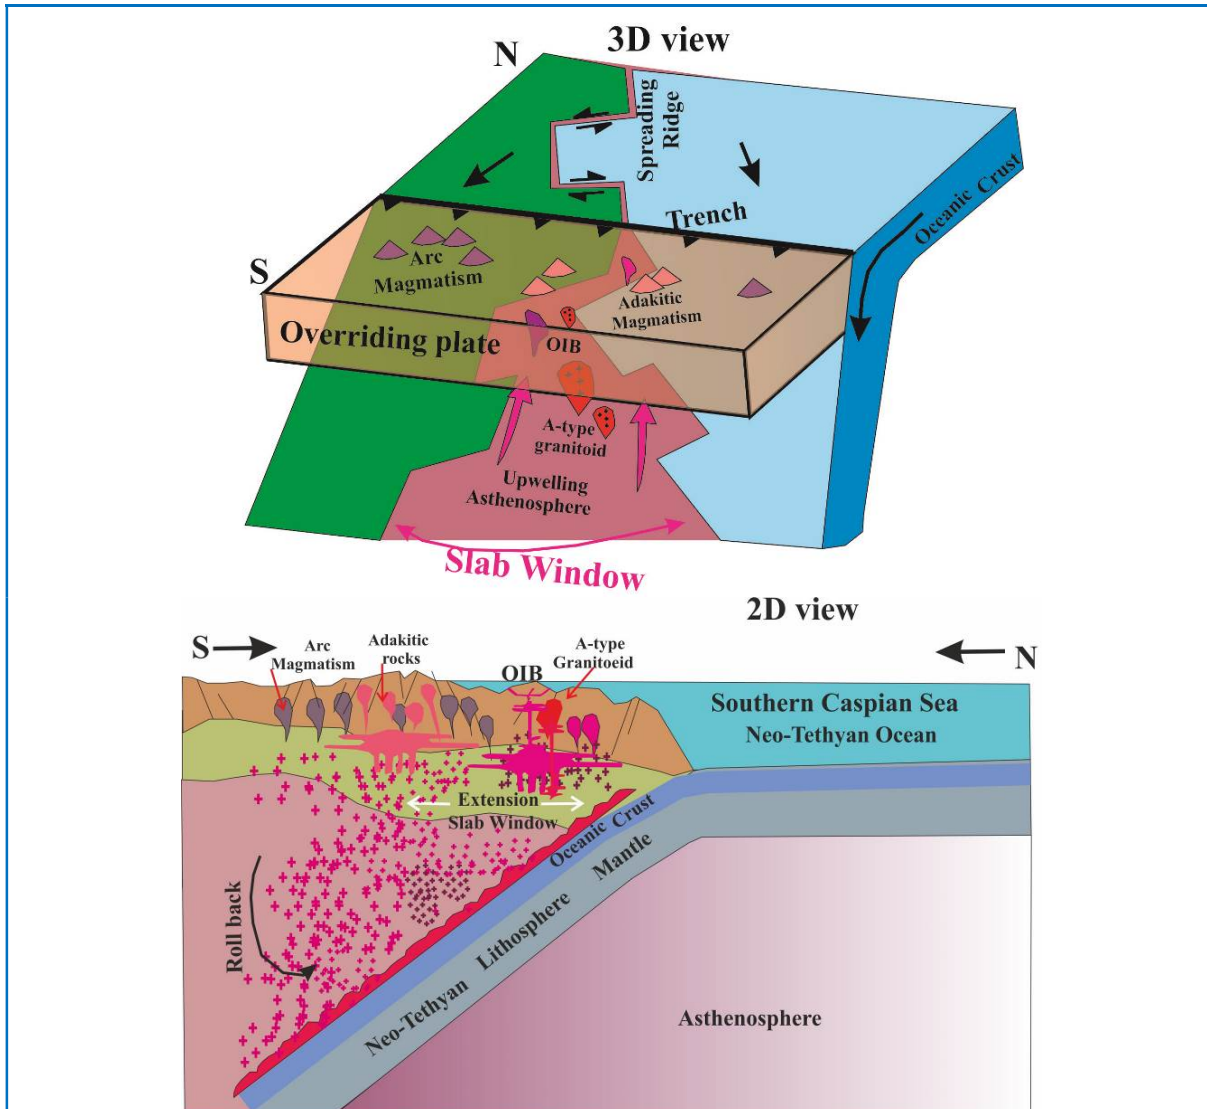 3D view
N
Spreading
Ridge
Trench
Oceanic Crust
S
Arc
Magmatism
Adakitic
Magmatism
Overriding plate
OIB
A-type
granitoid
Upwelling
Asthenosphere
Slab Window
2D view
S
Arc
Magmatism
Adakitic
rocks
OIB
A-type
Granitoeid
N
Southern Caspian Sea
Neo-Tethyan Ocean
Extension
Slab Window
Oceanic Crust
Roll back
Neo-Tethyan Lithosphere Mantle
Asthenosphere